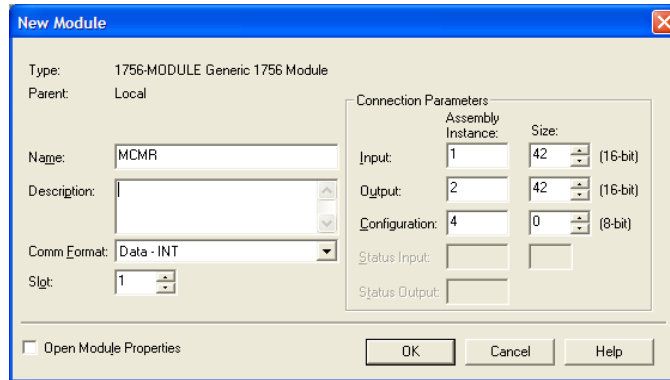 New Module
Type: 1756-MODULE Generic 1756 Module
Parent: Local
Connection Parameters
Assembly Instance: Size:
Name: MCMR
Input: 1 42 (16-bit)
Description:
Output: 2 42 (16-bit)
Configuration: 4 0 (8-bit)
Comm Format: Data - INT
Status Input:
Slot: 1
Status Output:
Open Module Properties
OK Cancel Help